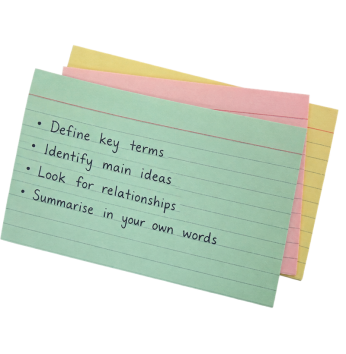 • Define key terms
• Identify main ideas
• Look for relationships
• Summarise in your own words